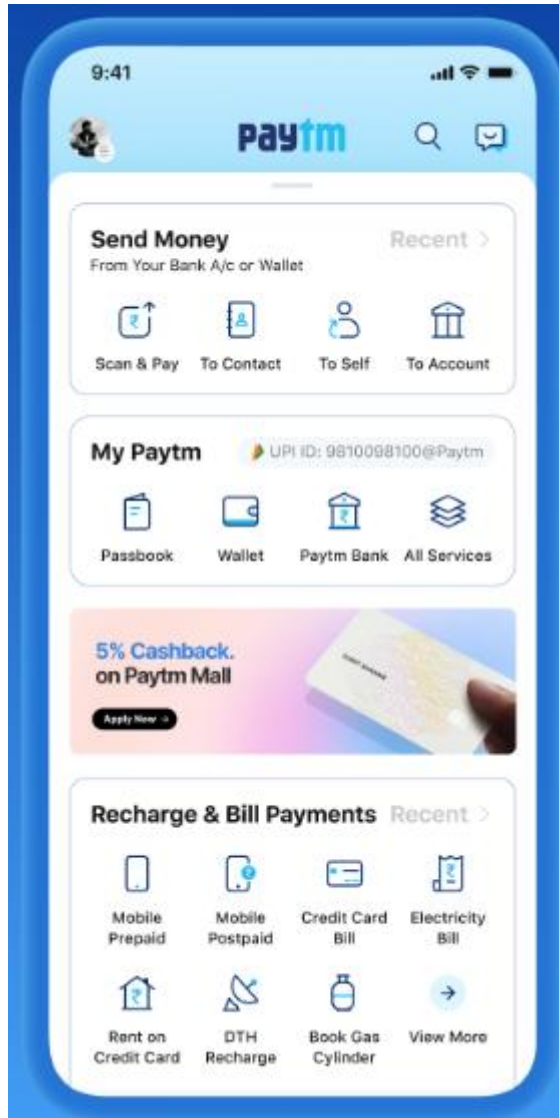 9:41
paytm
Send Money
Recent >
From Your Bank A/c or Wallet
Scan & Pay
To Contact
To Self
To Account
My Paytm
UPI ID: 9810098100@Paytm
Passbook
Wallet
Paytm Bank
All Services
5% Cashback.
on Paytm Mall
Apply Now →
Recharge & Bill Payments
Recent >
Mobile
Prepaid
Mobile
Postpaid
Credit Card
Bill
Electricity
Bill
Rent on
Credit Card
DTH
Recharge
Book Gas
Cylinder
View More